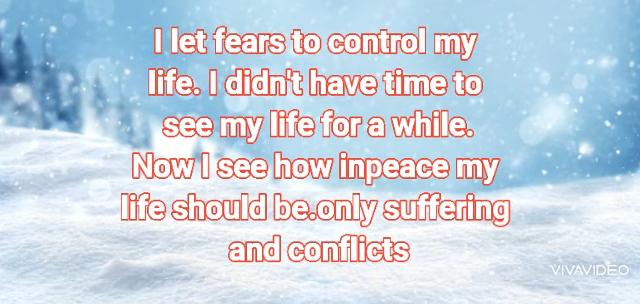 I let fears to control my
life. I didn't have time to
see my life for a while.
Now I see how inpeace my
life should be.only suffering
and conflicts
VIVAVIDEO